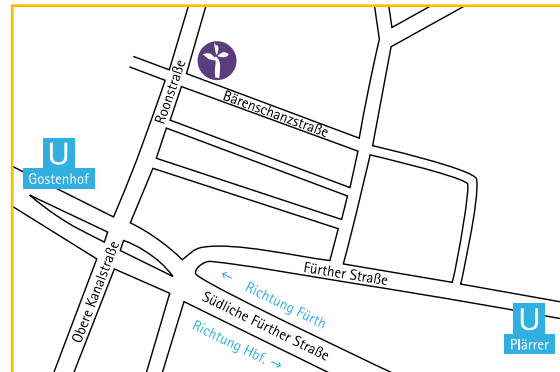 Roonstraße
Bärenschanzstraße
U
Gostenhof
Obere Kanalstraße
Fürther Straße
← Richtung Fürth
Südliche Fürther Straße
Richtung Hbf. →
U
Plärrer